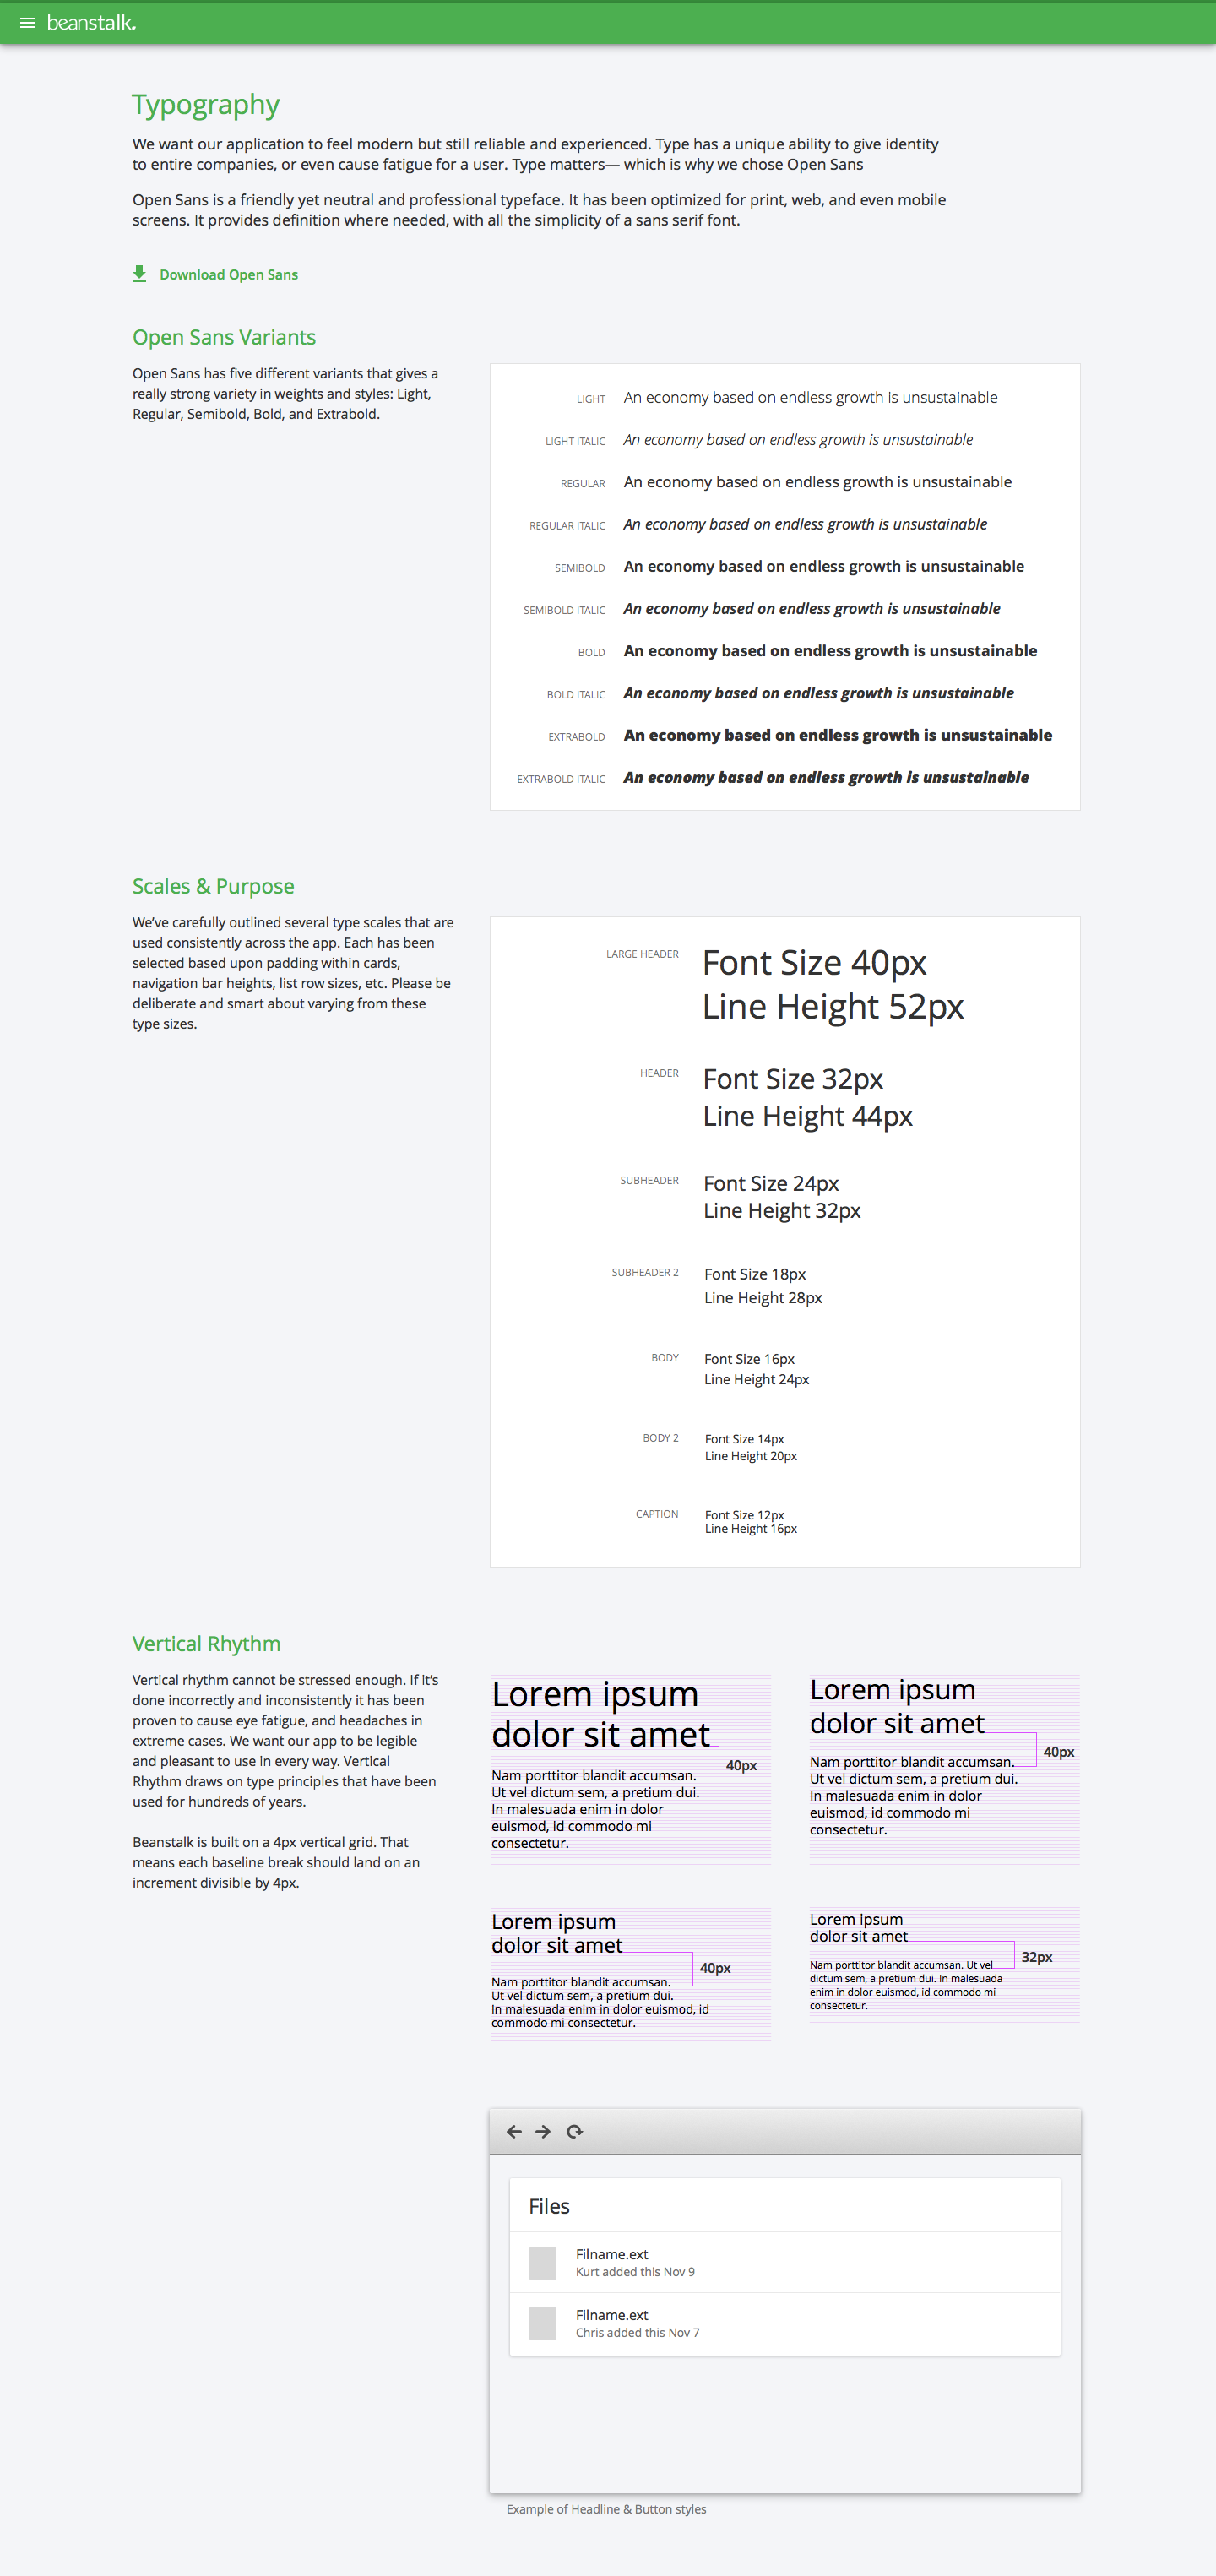 beanstalk.
Typography
We want our application to feel modern but still reliable and experienced. Type has a unique ability to give identity
to entire companies, or even cause fatigue for a user. Type matters— which is why we chose Open Sans
Open Sans is a friendly yet neutral and professional typeface. It has been optimized for print, web, and even mobile
screens. It provides definition where needed, with all the simplicity of a sans serif font.
Download Open Sans
Open Sans Variants
Open Sans has five different variants that gives a
really strong variety in weights and styles: Light,
Regular, Semibold, Bold, and Extrabold.
LIGHT An economy based on endless growth is unsustainable
LIGHT ITALIC An economy based on endless growth is unsustainable
REGULAR An economy based on endless growth is unsustainable
REGULAR ITALIC An economy based on endless growth is unsustainable
SEMIBOLD An economy based on endless growth is unsustainable
SEMIBOLD ITALIC An economy based on endless growth is unsustainable
BOLD An economy based on endless growth is unsustainable
BOLD ITALIC An economy based on endless growth is unsustainable
EXTRABOLD An economy based on endless growth is unsustainable
EXTRABOLD ITALIC An economy based on endless growth is unsustainable
Scales & Purpose
We’ve carefully outlined several type scales that are
used consistently across the app. Each has been
selected based upon padding within cards,
navigation bar heights, list row sizes, etc. Please be
deliberate and smart about varying from these
type sizes.
LARGE HEADER Font Size 40px
Line Height 52px
HEADER Font Size 32px
Line Height 44px
SUBHEADER Font Size 24px
Line Height 32px
SUBHEADER 2 Font Size 18px
Line Height 28px
BODY Font Size 16px
Line Height 24px
BODY 2 Font Size 14px
Line Height 20px
CAPTION Font Size 12px
Line Height 16px
Vertical Rhythm
Vertical rhythm cannot be stressed enough. If it’s
done incorrectly and inconsistently it has been
proven to cause eye fatigue, and headaches in
extreme cases. We want our app to be legible
and pleasant to use in every way. Vertical
Rhythm draws on type principles that have been
used for hundreds of years.
Beanstalk is built on a 4px vertical grid. That
means each baseline break should land on an
increment divisible by 4px.
Lorem ipsum
dolor sit amet
40px
Nam porttitor blandit accumsan.
Ut vel dictum sem, a pretium dui.
In malesuada enim in dolor
euismod, id commodo mi
consectetur.
Lorem ipsum
dolor sit amet
40px
Nam porttitor blandit accumsan.
Ut vel dictum sem, a pretium dui.
In malesuada enim in dolor
euismod, id commodo mi
consectetur.
Lorem ipsum
dolor sit amet
40px
Nam porttitor blandit accumsan.
Ut vel dictum sem, a pretium dui.
In malesuada enim in dolor euismod, id
commodo mi consectetur.
Lorem ipsum
dolor sit amet
32px
Nam porttitor blandit accumsan. Ut vel
dictum sem, a pretium dui. In malesuada
enim in dolor euismod, id commodo mi
consectetur.
Files
Filname.ext
Kurt added this Nov 9
Filname.ext
Chris added this Nov 7
Example of Headline & Button styles